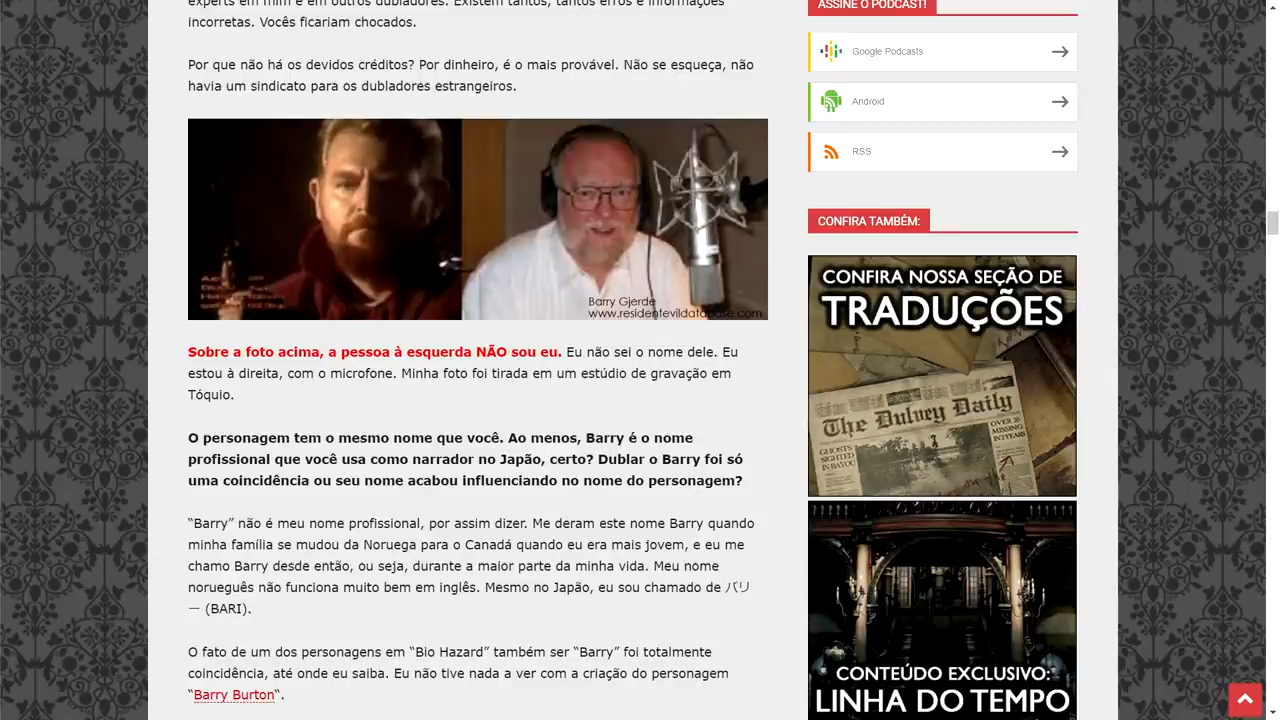 experts em mim e em outros dubladores. Existem tantos, tantos erros e informações
incorretas. Vocês ficariam chocados.
Por que não há os devidos créditos? Por dinheiro, é o mais provável. Não se esqueça, não
havia um sindicato para os dubladores estrangeiros.
Barry Gjerde
www.residentevildatabase.com
Sobre a foto acima, a pessoa à esquerda NÃO sou eu. Eu não sei o nome dele. Eu
estou à direita, com o microfone. Minha foto foi tirada em um estúdio de gravação em
Tóquio.
O personagem tem o mesmo nome que você. Ao menos, Barry é o nome
profissional que você usa como narrador no Japão, certo? Dublar o Barry foi só
uma coincidência ou seu nome acabou influenciando no nome do personagem?
“Barry” não é meu nome profissional, por assim dizer. Me deram este nome Barry quando
minha família se mudou da Noruega para o Canadá quando eu era mais jovem, e eu me
chamo Barry desde então, ou seja, durante a maior parte da minha vida. Meu nome
norueguês não funciona muito bem em inglês. Mesmo no Japão, eu sou chamado de バリ
ー (BARI).
O fato de um dos personagens em “Bio Hazard” também ser “Barry” foi totalmente
coincidência, até onde eu saiba. Eu não tive nada a ver com a criação do personagem
“Barry Burton“.
ASSINE O PODCAST!
Google Podcasts
Android
RSS
CONFIRA TAMBÉM:
CONFIRA NOSSA SEÇÃO DE
TRADUÇÕES
The Dulvey Daily
OVER 20
MISSING
IN 2 YEARS
GHOSTS
SIGHTED
IN BAYOU
CONTEÚDO EXCLUSIVO:
LINHA DO TEMPO